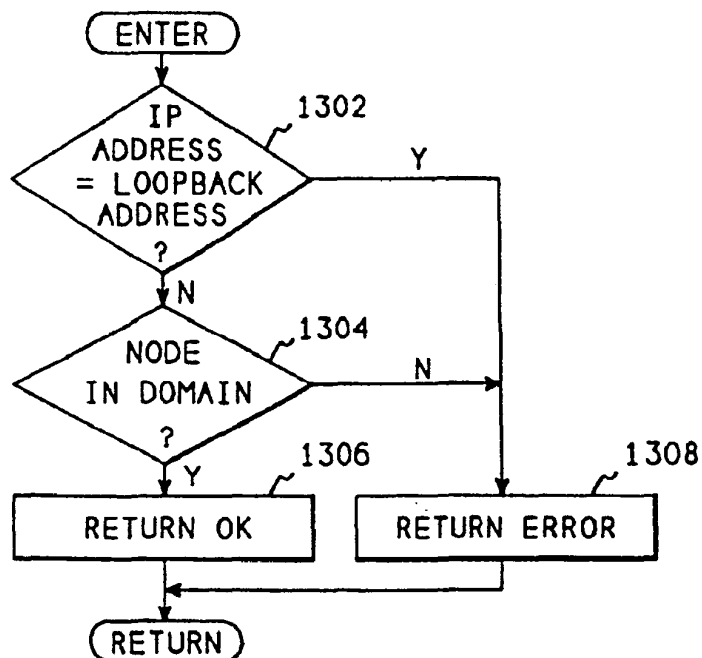 ENTER
1302
IP
ADDRESS
= LOOPBACK
ADDRESS
?
Y
N
1304
NODE
IN DOMAIN
?
N
Y
1306
RETURN OK
1308
RETURN ERROR
RETURN